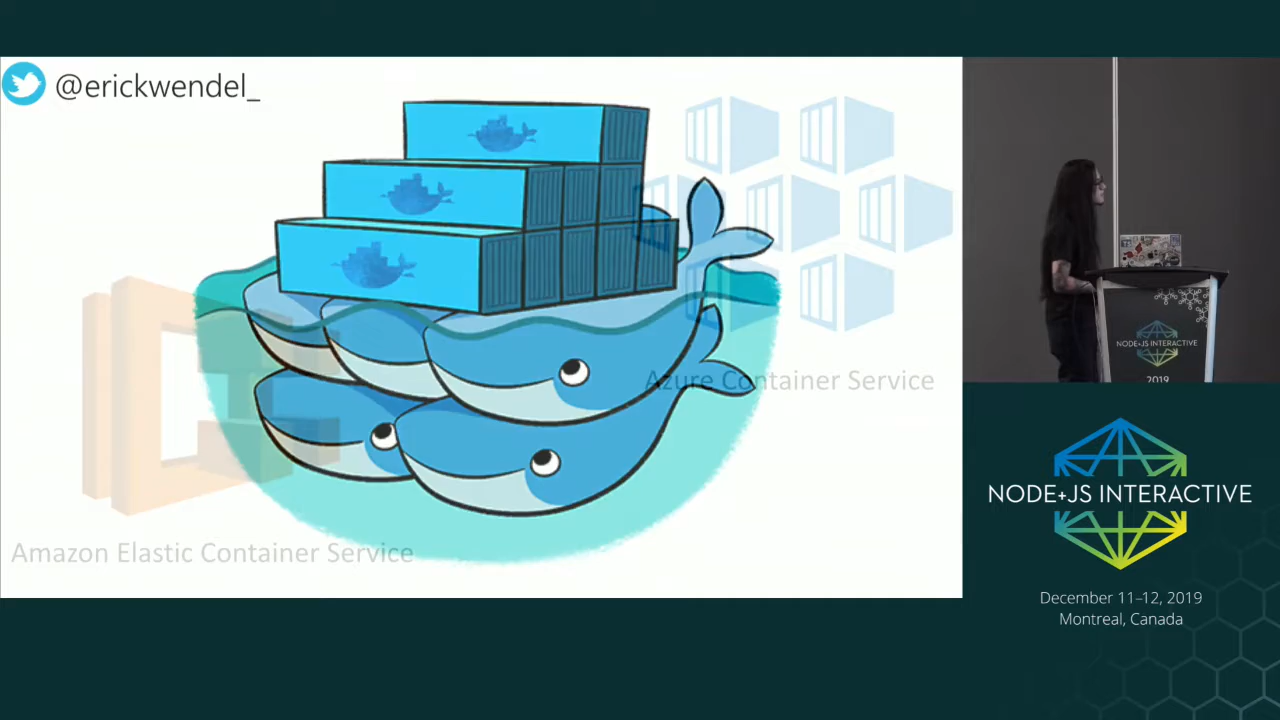 @erickwendel_
Azure Container Service
Amazon Elastic Container Service
NODE+JS INTERACTIVE
2019
NODE+JS INTERACTIVE
December 11–12, 2019
Montreal, Canada